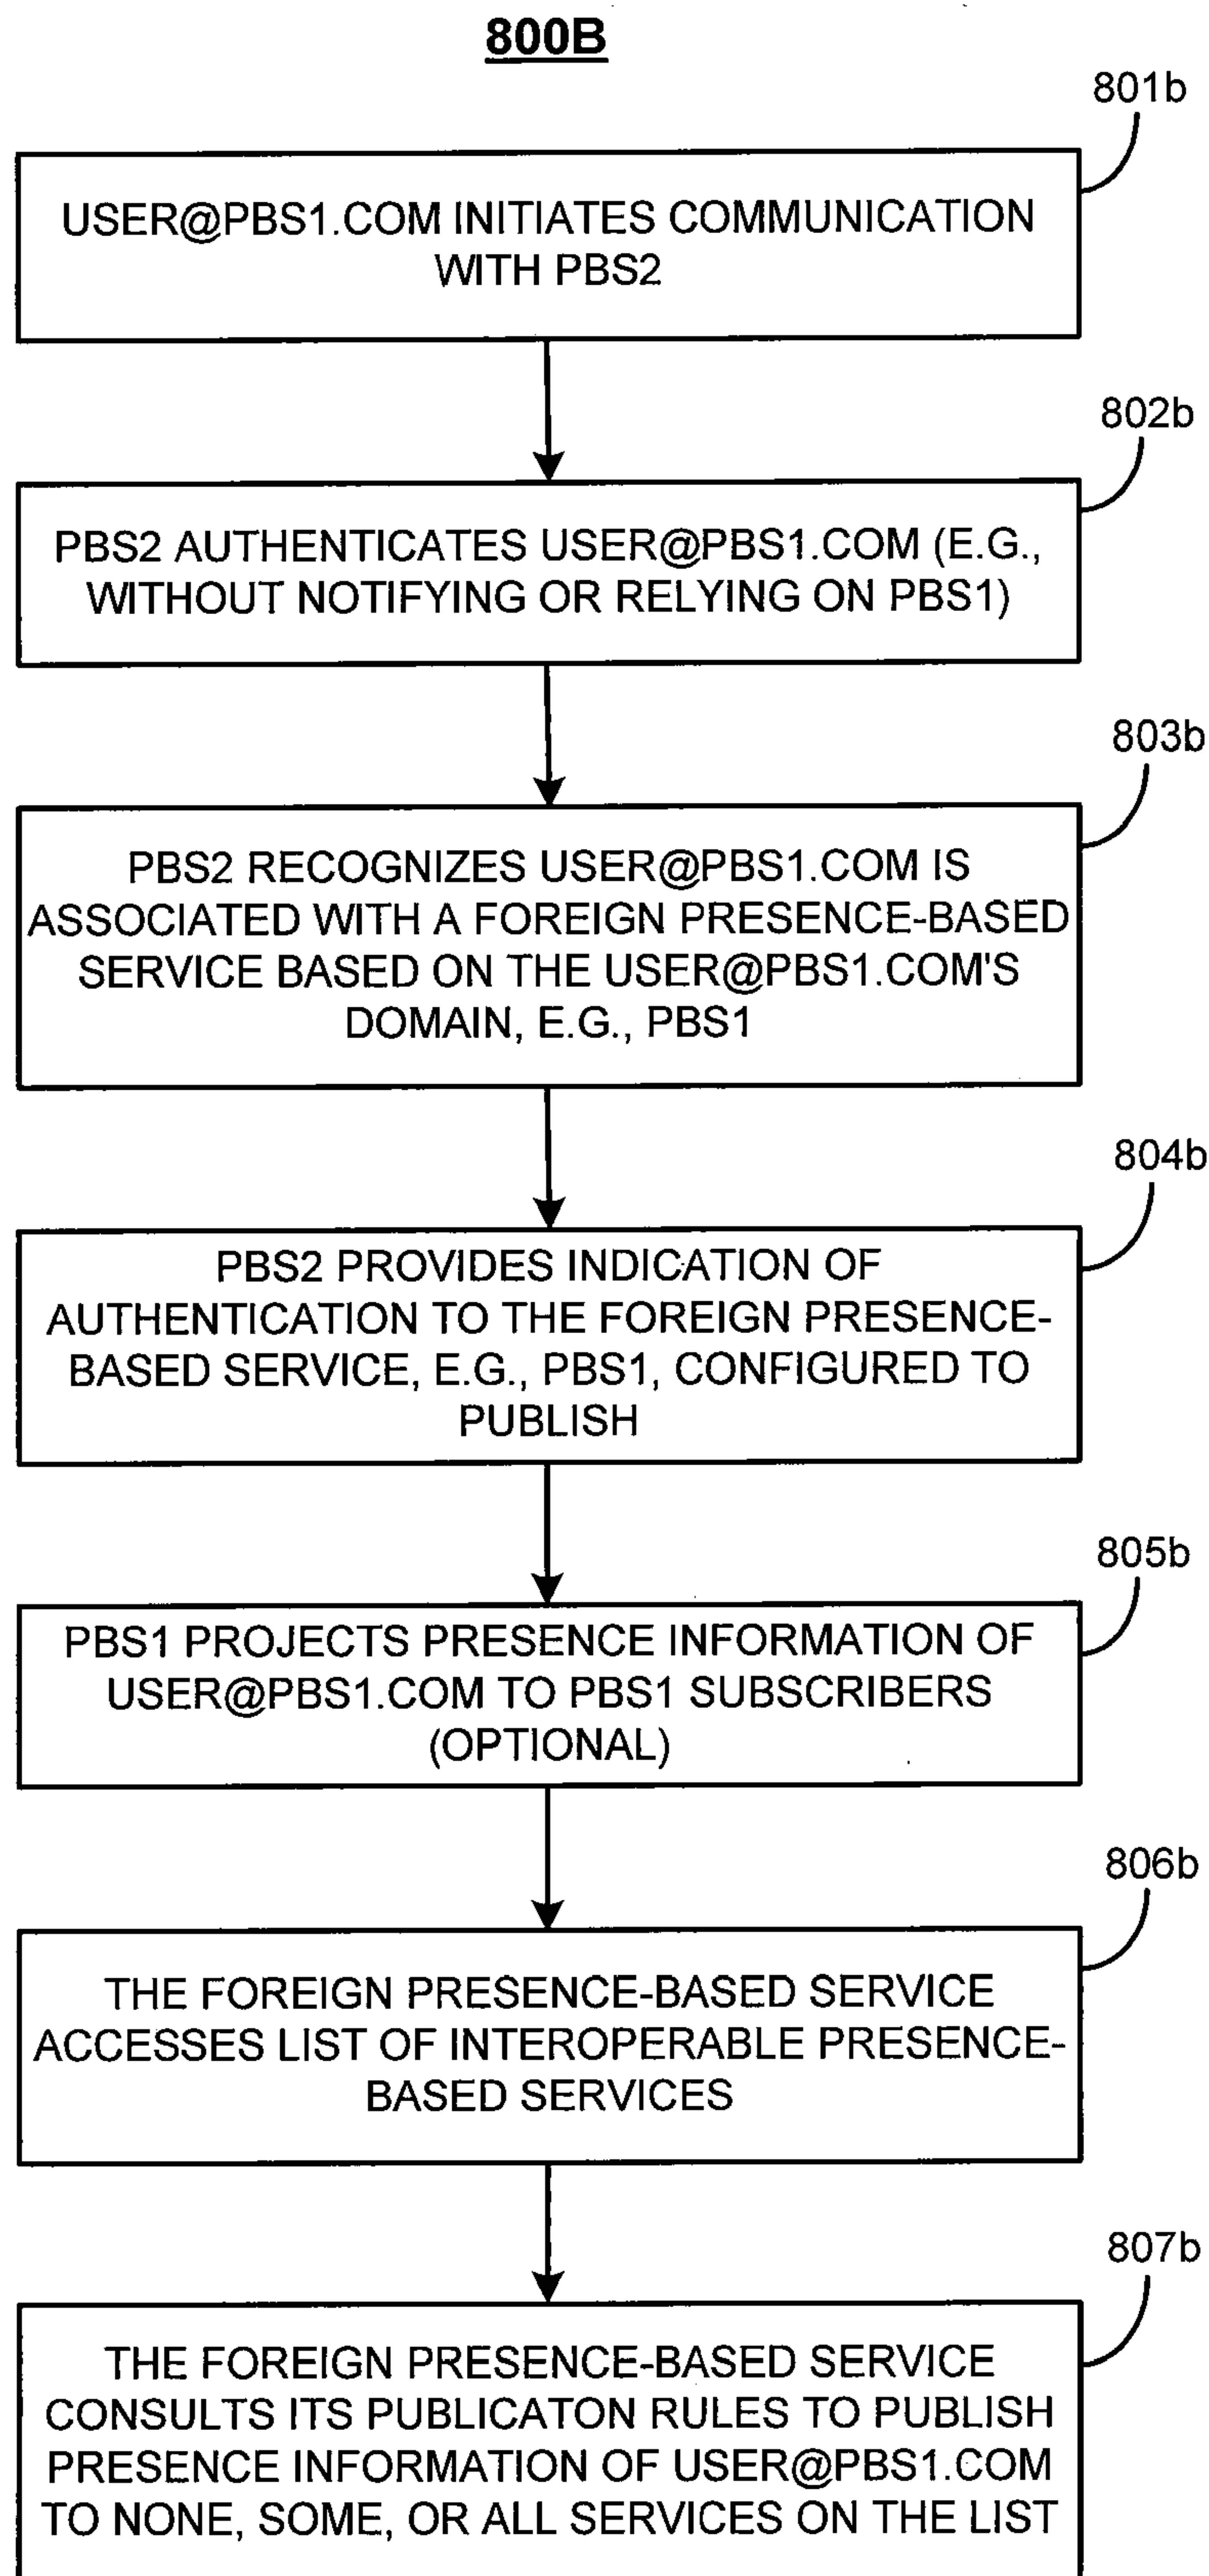 800B
801b
USER@PBS1.COM INITIATES COMMUNICATION
WITH PBS2
802b
PBS2 AUTHENTICATES USER@PBS1.COM (E.G.,
WITHOUT NOTIFYING OR RELYING ON PBS1)
803b
PBS2 RECOGNIZES USER@PBS1.COM IS
ASSOCIATED WITH A FOREIGN PRESENCE-BASED
SERVICE BASED ON THE USER@PBS1.COM'S
DOMAIN, E.G., PBS1
804b
PBS2 PROVIDES INDICATION OF
AUTHENTICATION TO THE FOREIGN PRESENCE-
BASED SERVICE, E.G., PBS1, CONFIGURED TO
PUBLISH
805b
PBS1 PROJECTS PRESENCE INFORMATION OF
USER@PBS1.COM TO PBS1 SUBSCRIBERS
(OPTIONAL)
806b
THE FOREIGN PRESENCE-BASED SERVICE
ACCESSES LIST OF INTEROPERABLE PRESENCE-
BASED SERVICES
807b
THE FOREIGN PRESENCE-BASED SERVICE
CONSULTS ITS PUBLICATON RULES TO PUBLISH
PRESENCE INFORMATION OF USER@PBS1.COM
TO NONE, SOME, OR ALL SERVICES ON THE LIST